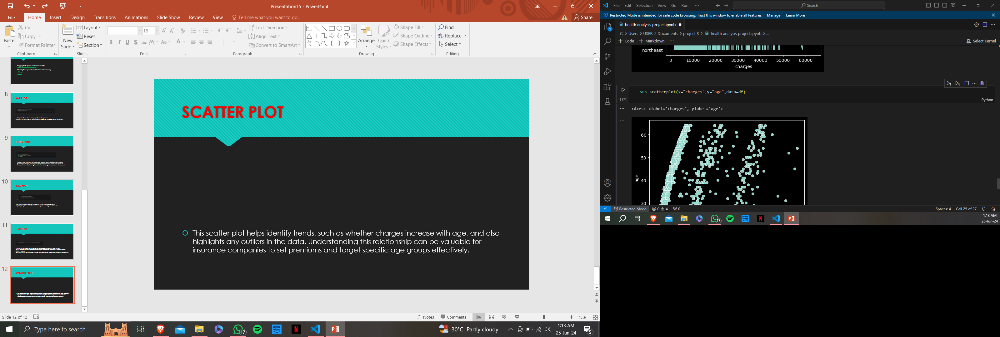 Presentation15 - PowerPoint
File Home Insert Design Transitions Animations Slide Show Review View Tell me what you want to do... Share
Paste
Cut
Copy
Format Painter
Clipboard
New Slide
Layout
Reset
Section
Slides
18
B I U S abc AV Aa A
Font
Text Direction
Align Text
Convert to SmartArt
Paragraph
Arrange
Quick Styles
Shape Fill
Shape Outline
Shape Effects
Drawing
Find
Replace
Select
Editing
8
BAR PLOT
9
COUNTPLOT
10
BOX PLOT
11
LINE PLOT
12
SCATTER PLOT
SCATTER PLOT
This scatter plot helps identify trends, such as whether charges increase with age, and also
highlights any outliers in the data. Understanding this relationship can be valuable for
insurance companies to set premiums and target specific age groups effectively.
Slide 12 of 12
Notes Comments 75%
Type here to search
prime video
N
17
30°C Partly cloudy
1:13 AM
25-Jun-24
5
File Edit Selection View Go Run ... Search
Restricted Mode is intended for safe code browsing. Trust this window to enable all features. Manage Learn More
health analysis project.ipynb
C: > Users > USER > Documents > project 3 > health analysis project.ipynb > ...
+ Code + Markdown ... Select Kernel
northeast
0 10000 20000 30000 40000 50000 60000
charges
sns.scatterplot(x="charges",y="age",data=df)
[17]
Python
<Axes: xlabel='charges', ylabel='age'>
60
50
age
40
30
Restricted Mode 0 4 0
Spaces: 4 Cell 25 of 27
17
1:13 AM
25-Jun-24